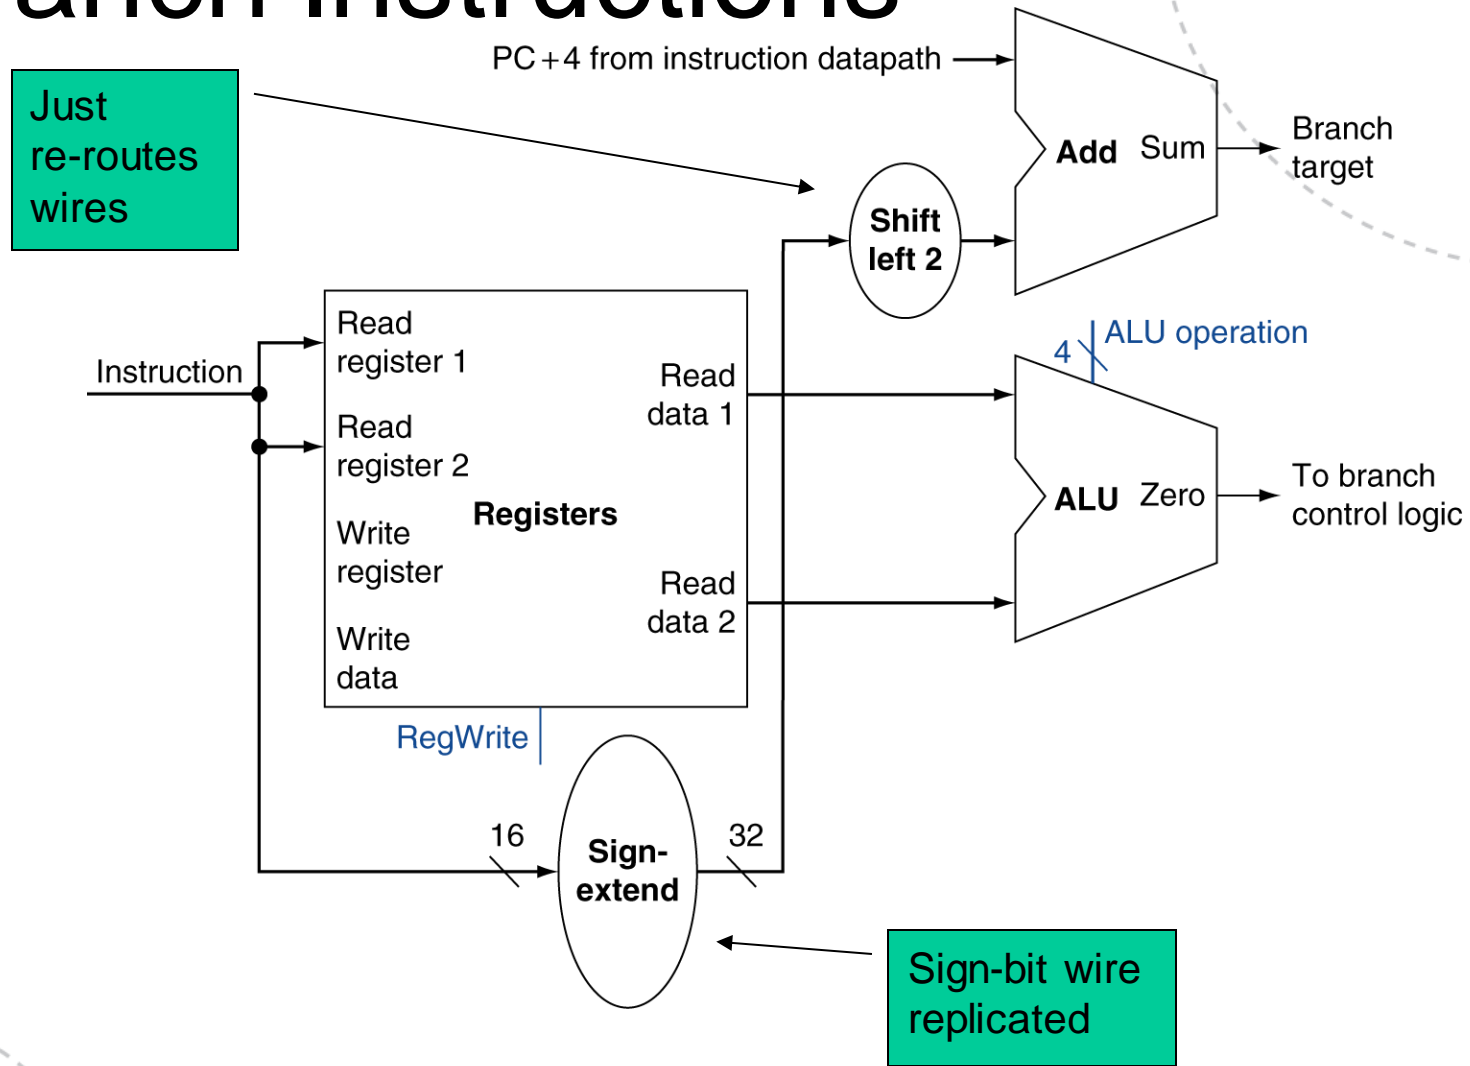 Instructions
PC+4 from instruction datapath
Just
re-routes
wires
Add Sum
Branch
target
Shift
left 2
ALU operation
4
Instruction
Read
register 1
Read
data 1
Read
register 2
Registers
Write
register
Read
data 2
Write
data
ALU Zero
To branch
control logic
RegWrite
16
Sign-
extend
32
Sign-bit wire
replicated